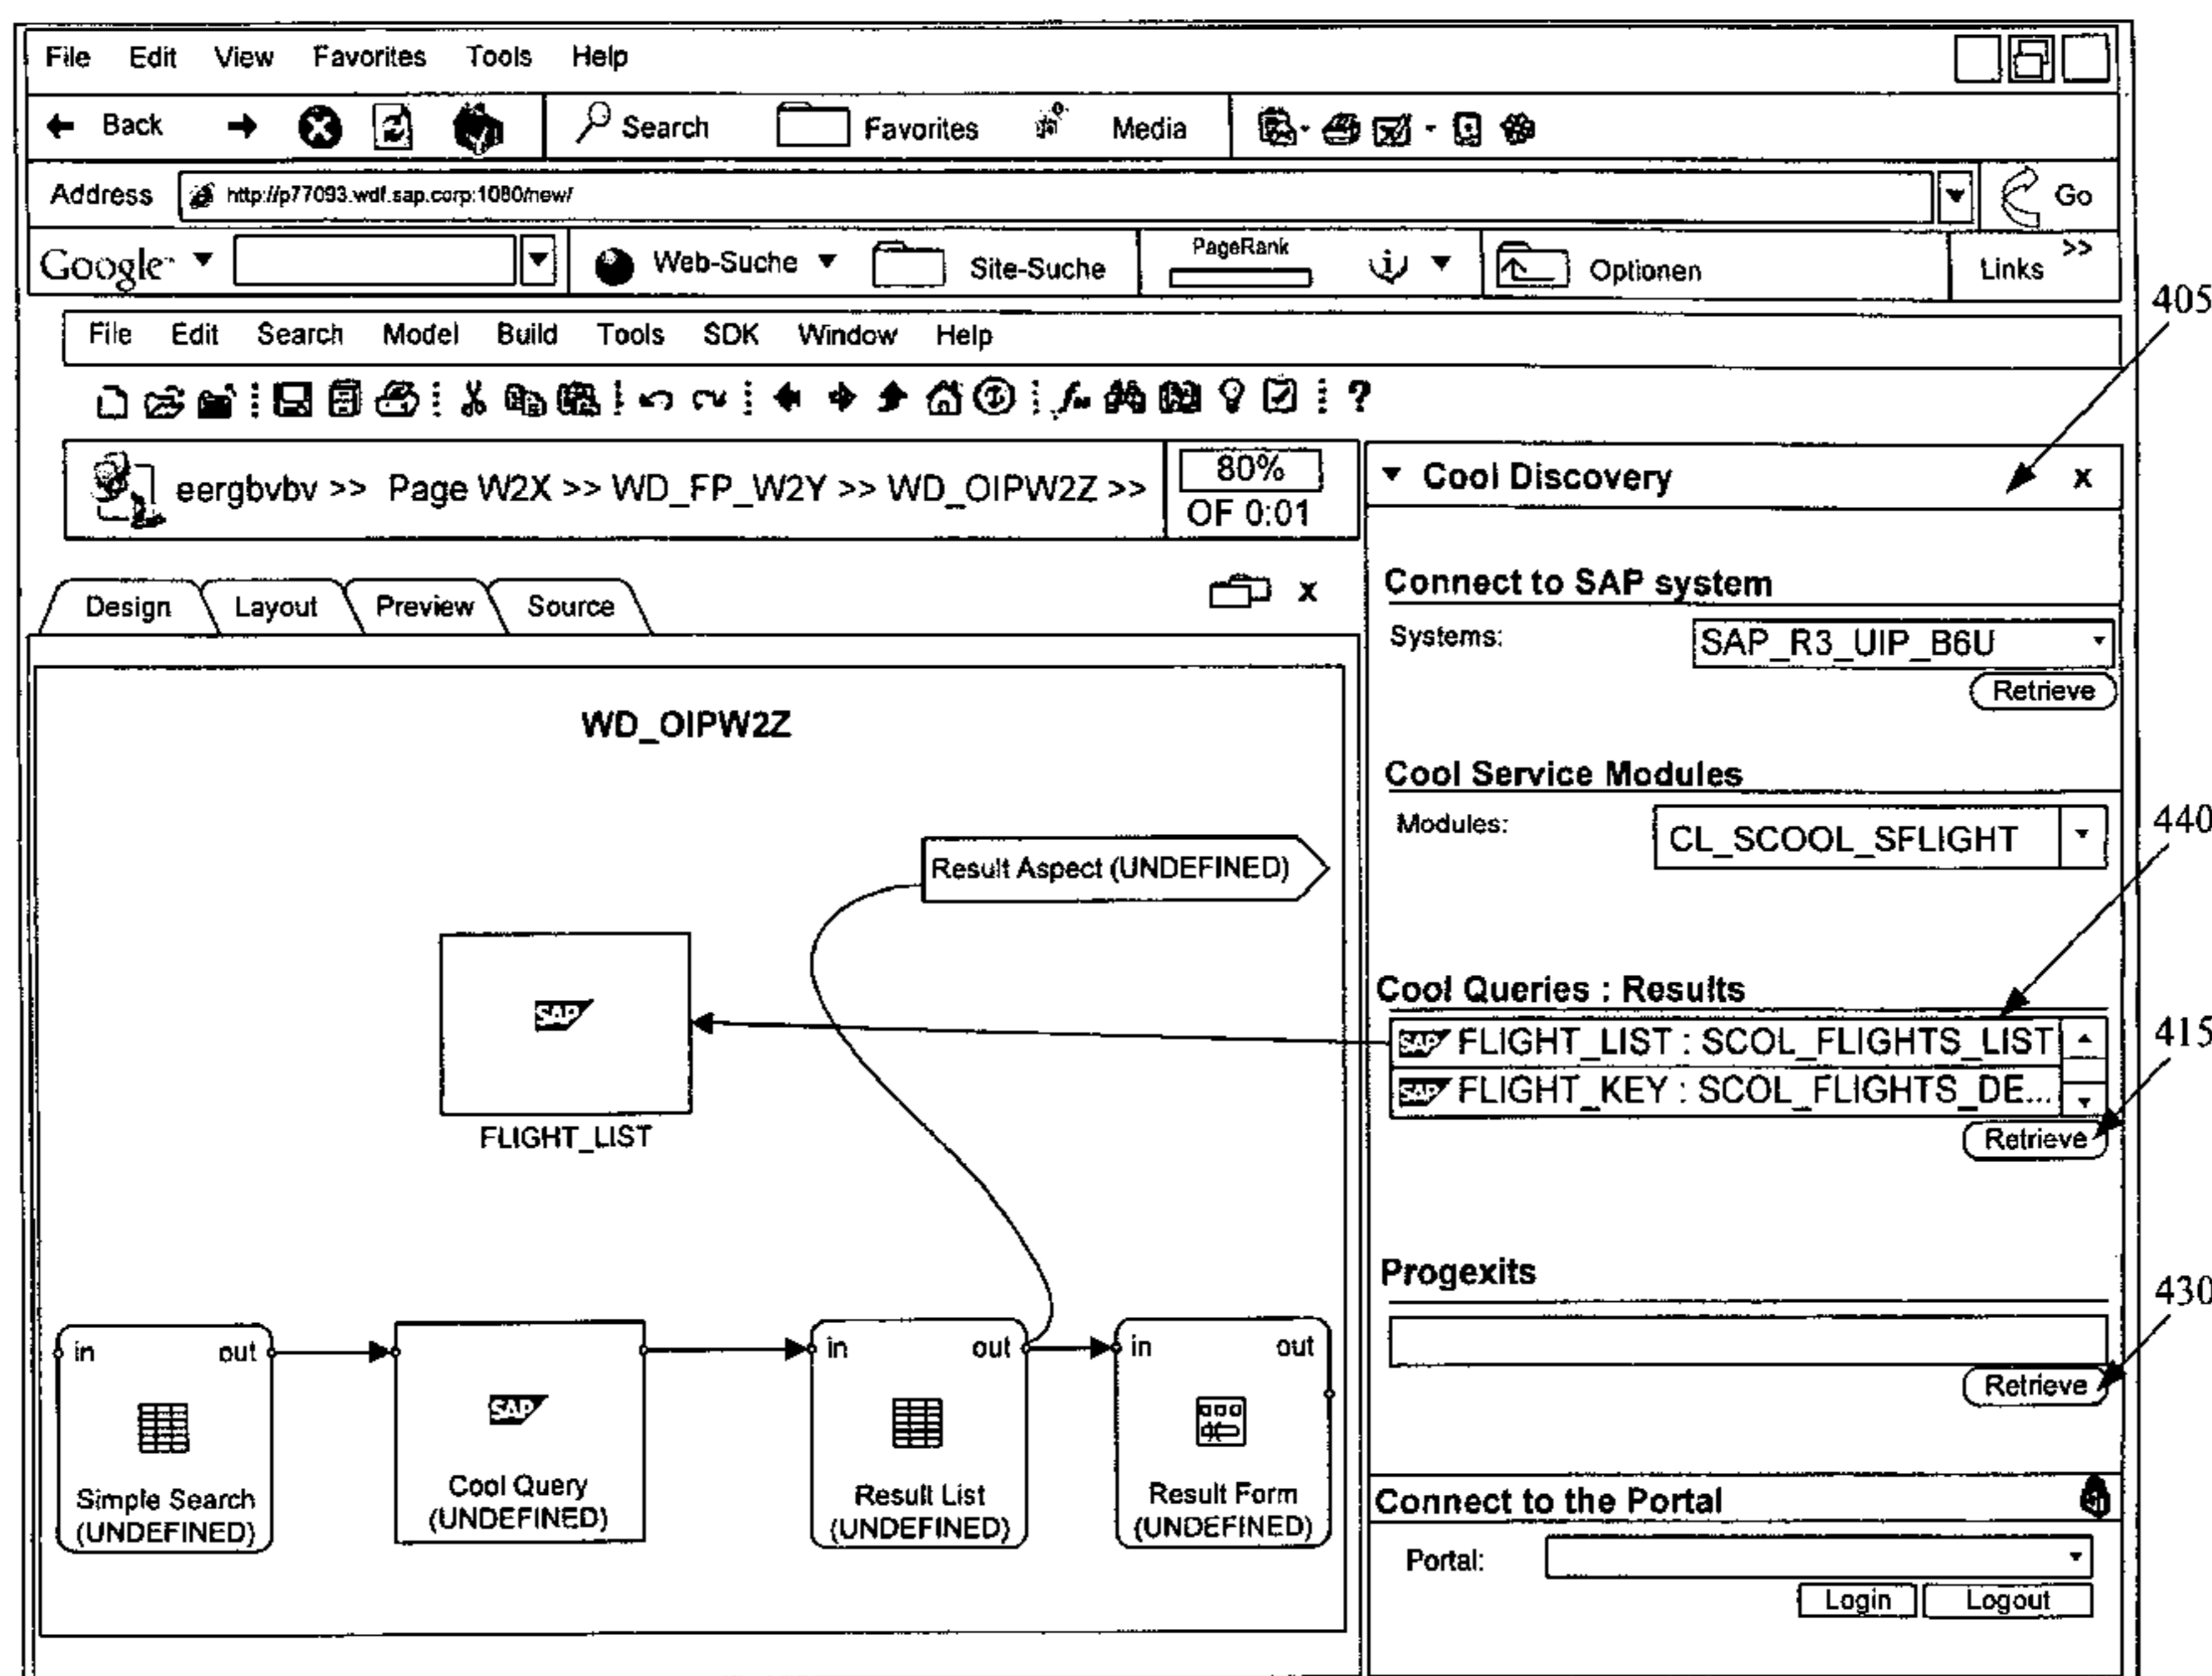 File Edit View Favorites Tools Help
Back Search Favorites Media
Address http://p77093.wdf.sap.corp:1080/new/ Go
Google Web-Suche Site-Suche PageRank Optionen Links >>
405
File Edit Search Model Build Tools SDK Window Help
?
eergbvbv >> Page W2X >> WD_FP_W2Y >> WD_OIPW2Z >>
80%
OF 0:01
Cool Discovery x
Design Layout Preview Source x
Connect to SAP system
Systems: SAP_R3_UIP_B6U
Retrieve
WD_OIPW2Z
Cool Service Modules
Modules: CL_SCOOL_SFLIGHT
440
Result Aspect (UNDEFINED)
Cool Queries : Results
SAP FLIGHT_LIST : SCOL_FLIGHTS_LIST
SAP FLIGHT_KEY : SCOL_FLIGHTS_DE...
Retrieve
415
SAP
FLIGHT_LIST
Progexits
Retrieve
430
in out
Simple Search
(UNDEFINED)
SAP
Cool Query
(UNDEFINED)
in out
Result List
(UNDEFINED)
in out
Result Form
(UNDEFINED)
Connect to the Portal
Portal:
Login Logout